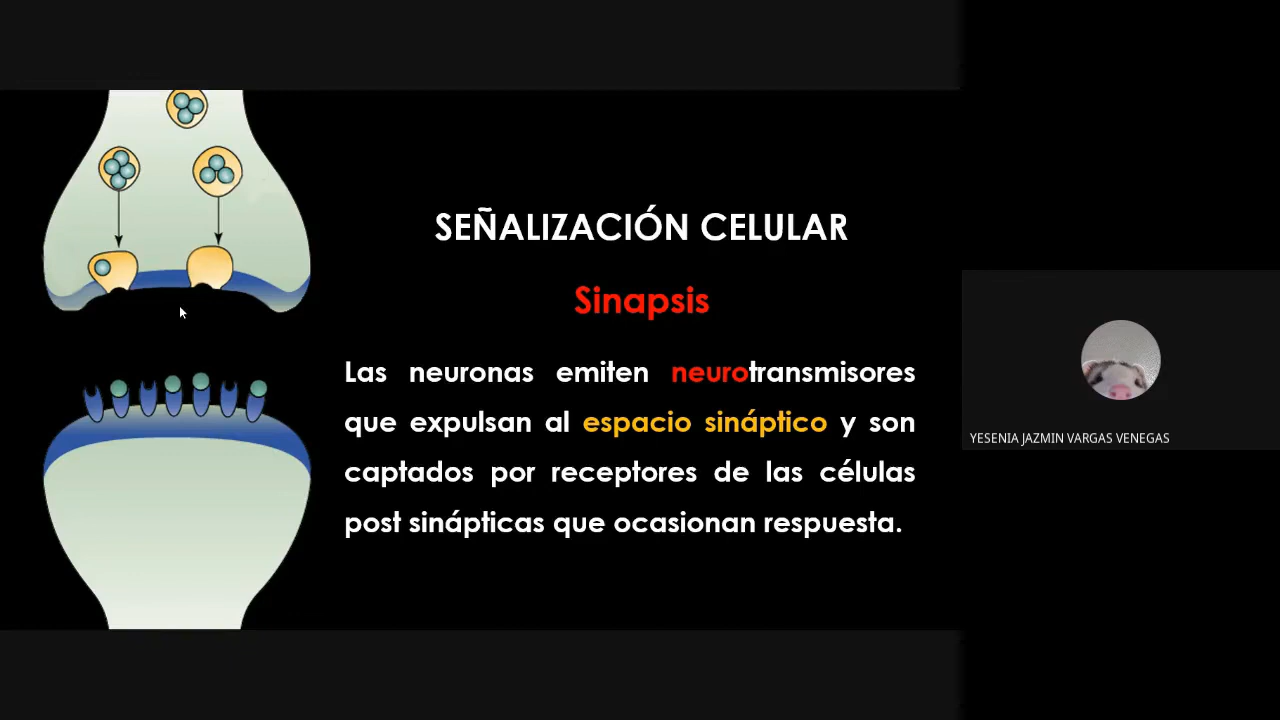 SEÑALIZACIÓN CELULAR
Sinapsis
Las neuronas emiten neurotransmisores
que expulsan al espacio sináptico y son
captados por receptores de las células
post sinápticas que ocasionan respuesta.
YESENIA JAZMIN VARGAS VENEGAS